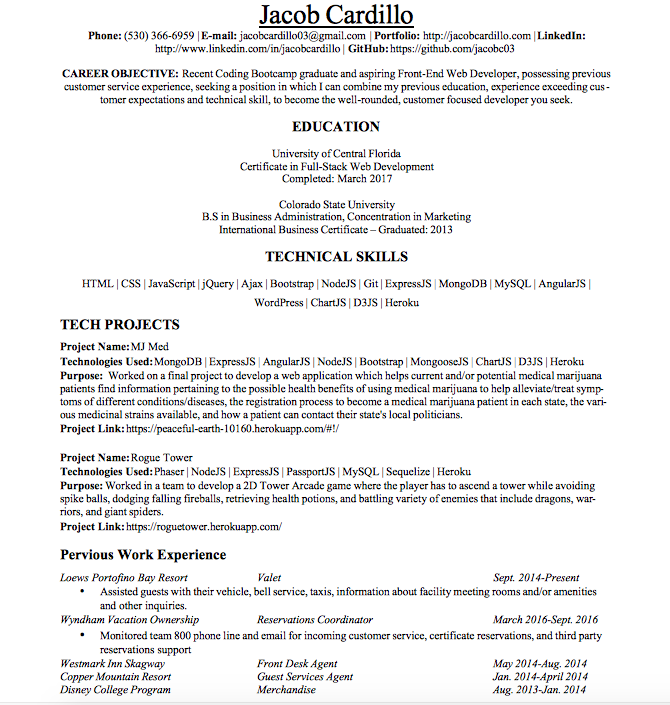 Jacob Cardillo
Phone: (530) 366-6959 | E-mail: jacobcardillo03@gmail.com | Portfolio: http://jacobcardillo.com |LinkedIn:
http://www.linkedin.com/in/jacobcardillo | GitHub: https://github.com/jacobc03
CAREER OBJECTIVE: Recent Coding Bootcamp graduate and aspiring Front-End Web Developer, possessing previous
customer service experience, seeking a position in which I can combine my previous education, experience exceeding cus-
tomer expectations and technical skill, to become the well-rounded, customer focused developer you seek.
EDUCATION
University of Central Florida
Certificate in Full-Stack Web Development
Completed: March 2017
Colorado State University
B.S in Business Administration, Concentration in Marketing
International Business Certificate – Graduated: 2013
TECHNICAL SKILLS
HTML | CSS | JavaScript | jQuery | Ajax | Bootstrap | NodeJS | Git | ExpressJS | MongoDB | MySQL | AngularJS |
WordPress | ChartJS | D3JS | Heroku
TECH PROJECTS
Project Name: MJ Med
Technologies Used: MongoDB | ExpressJS | AngularJS | NodeJS | Bootstrap | MongooseJS | ChartJS | D3JS | Heroku
Purpose: Worked on a final project to develop a web application which helps current and/or potential medical marijuana
patients find information pertaining to the possible health benefits of using medical marijuana to help alleviate/treat symp-
toms of different conditions/diseases, the registration process to become a medical marijuana patient in each state, the vari-
ous medicinal strains available, and how a patient can contact their state's local politicians.
Project Link: https://peaceful-earth-10160.herokuapp.com/#!/
Project Name: Rogue Tower
Technologies Used: Phaser | NodeJS | ExpressJS | PassportJS | MySQL | Sequelize | Heroku
Purpose: Worked in a team to develop a 2D Tower Arcade game where the player has to ascend a tower while avoiding
spike balls, dodging falling fireballs, retrieving health potions, and battling variety of enemies that include dragons, war-
riors, and giant spiders.
Project Link: https://roguetower.herokuapp.com/
Pervious Work Experience
Loews Portofino Bay Resort Valet Sept. 2014-Present
• Assisted guests with their vehicle, bell service, taxis, information about facility meeting rooms and/or amenities
and other inquiries.
Wyndham Vacation Ownership Reservations Coordinator March 2016-Sept. 2016
• Monitored team 800 phone line and email for incoming customer service, certificate reservations, and third party
reservations support
Westmark Inn Skagway Front Desk Agent May 2014-Aug. 2014
Copper Mountain Resort Guest Services Agent Jan. 2014-April 2014
Disney College Program Merchandise Aug. 2013-Jan. 2014